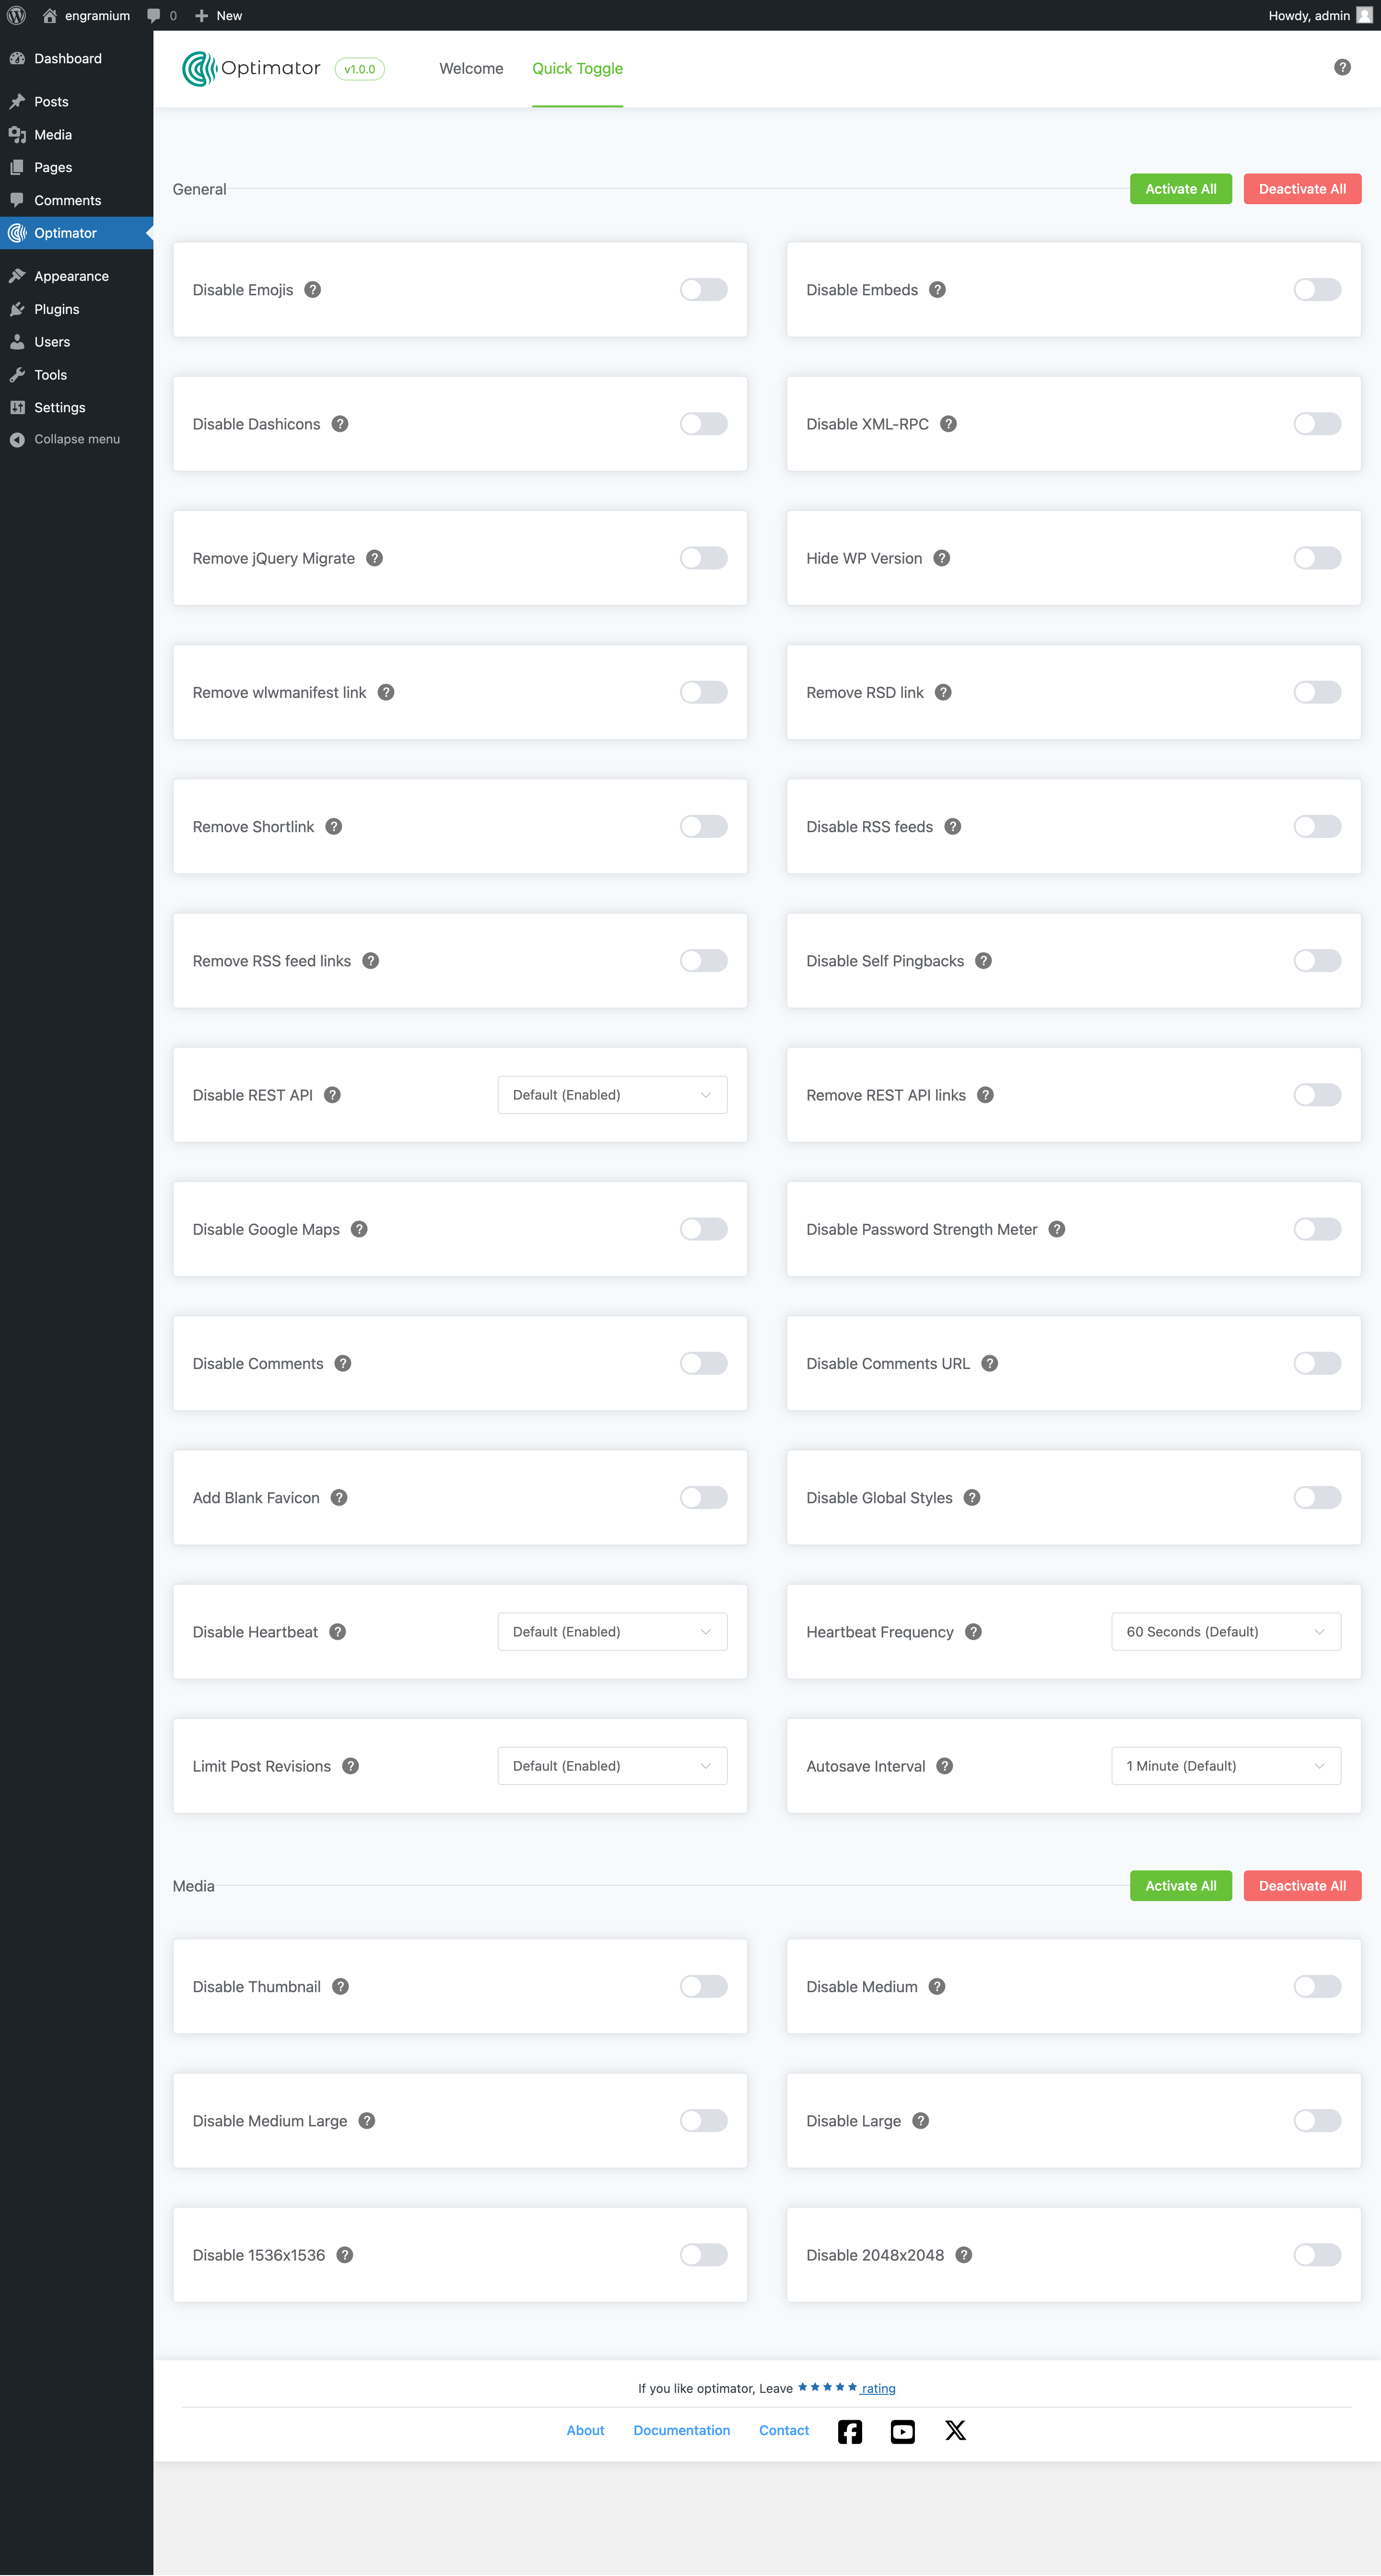 engramium 0 New Howdy, admin
Dashboard
Posts
Media
Pages
Comments
Optimator
Appearance
Plugins
Users
Tools
Settings
Collapse menu
Optimator v1.0.0 Welcome Quick Toggle ?
General Activate All Deactivate All
Disable Emojis ? Disable Embeds ?
Disable Dashicons ? Disable XML-RPC ?
Remove jQuery Migrate ? Hide WP Version ?
Remove wlwmanifest link ? Remove RSD link ?
Remove Shortlink ? Disable RSS feeds ?
Remove RSS feed links ? Disable Self Pingbacks ?
Disable REST API ? Default (Enabled) Remove REST API links ?
Disable Google Maps ? Disable Password Strength Meter ?
Disable Comments ? Disable Comments URL ?
Add Blank Favicon ? Disable Global Styles ?
Disable Heartbeat ? Default (Enabled) Heartbeat Frequency ? 60 Seconds (Default)
Limit Post Revisions ? Default (Enabled) Autosave Interval ? 1 Minute (Default)
Media Activate All Deactivate All
Disable Thumbnail ? Disable Medium ?
Disable Medium Large ? Disable Large ?
Disable 1536x1536 ? Disable 2048x2048 ?
If you like optimator, Leave ★★★★★ rating
About Documentation Contact